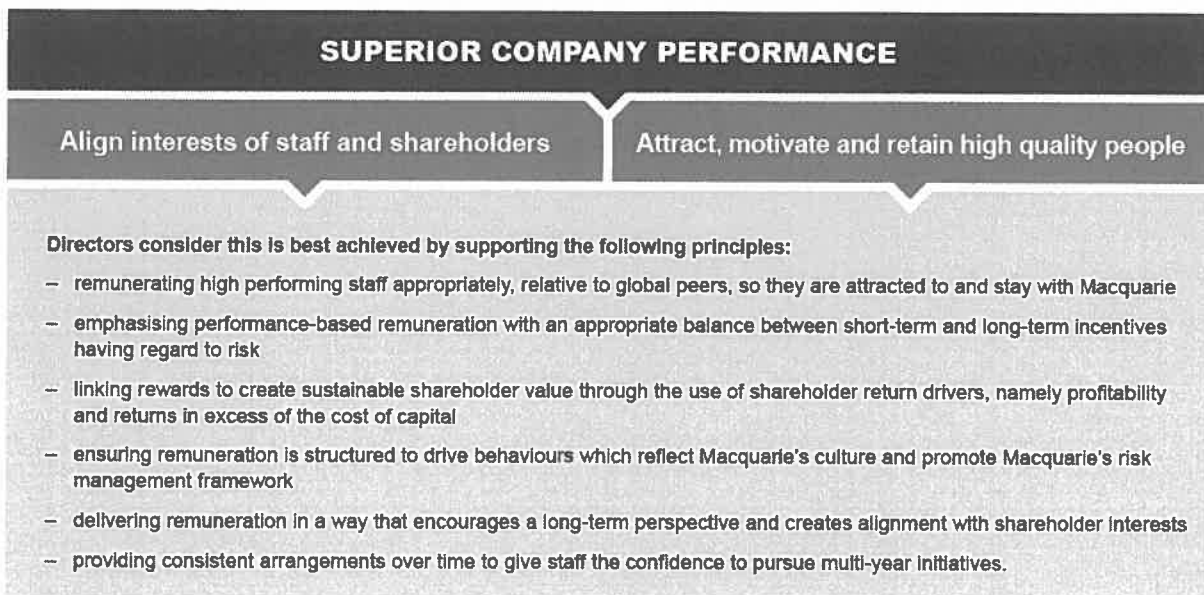 SUPERIOR COMPANY PERFORMANCE
Align interests of staff and shareholders
Attract, motivate and retain high quality people
Directors consider this is best achieved by supporting the following principles:
– remunerating high performing staff appropriately, relative to global peers, so they are attracted to and stay with Macquarie
– emphasising performance-based remuneration with an appropriate balance between short-term and long-term incentives
having regard to risk
– linking rewards to create sustainable shareholder value through the use of shareholder return drivers, namely profitability
and returns in excess of the cost of capital
– ensuring remuneration is structured to drive behaviours which reflect Macquarie's culture and promote Macquarie's risk
management framework
– delivering remuneration in a way that encourages a long-term perspective and creates alignment with shareholder interests
– providing consistent arrangements over time to give staff the confidence to pursue multi-year initiatives.